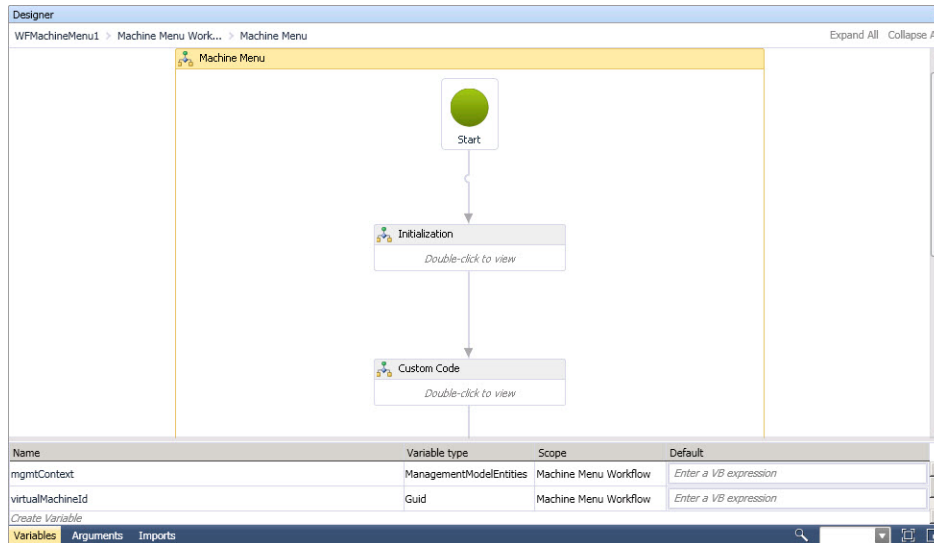 Designer
WFMachineMenu1 > Machine Menu Work... > Machine Menu Expand All Collapse A
Machine Menu
Start
Initialization
Double-click to view
Custom Code
Double-click to view
Name Variable type Scope Default
mgmtContext ManagementModelEntities Machine Menu Workflow Enter a VB expression
virtualMachineId Guid Machine Menu Workflow Enter a VB expression
Create Variable
Variables Arguments Imports